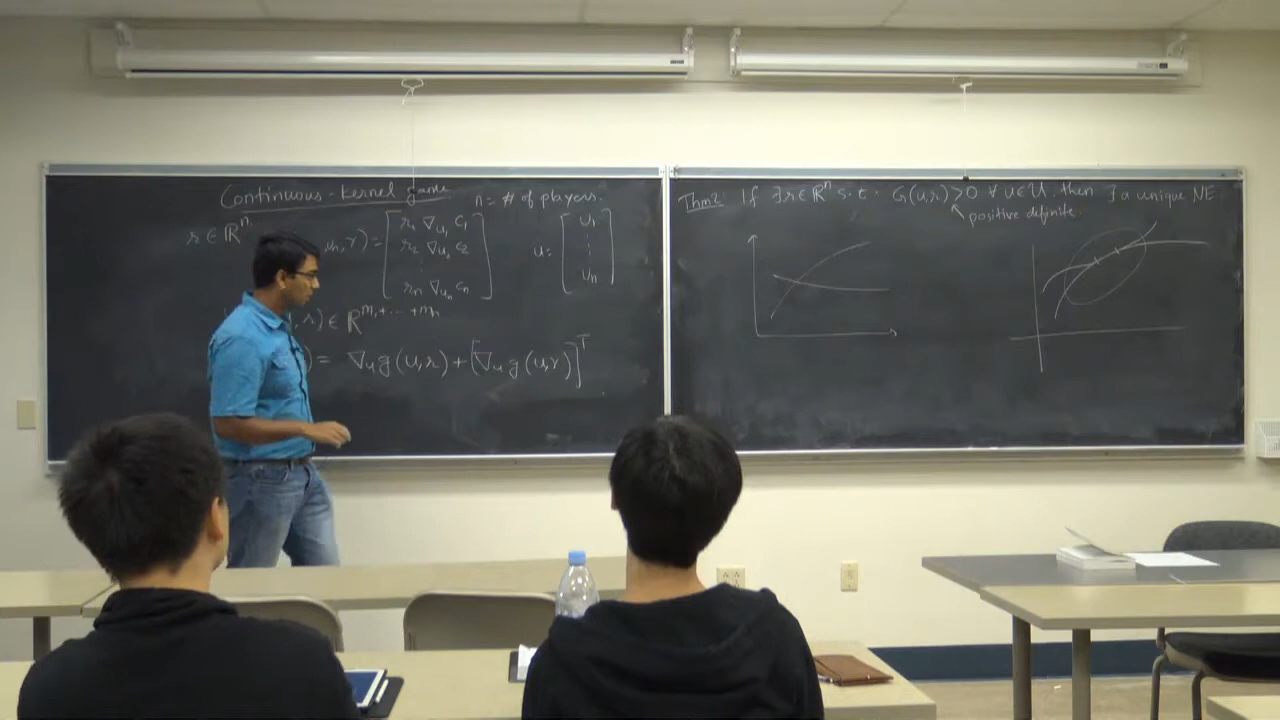 Continuous-kernel game
n = # of players.
r ∈ ℝⁿ
, r) = [ r₁ ∇u₁ c₁
r₂ ∇u₂ c₂
⋮
rₙ ∇uₙ cₙ ]
u = [ u₁
⋮
uₙ ]
, r) ∈ ℝ^{m₁+⋯+mₙ}
) = ∇ᵤ g(u,r) + [∇ᵤ g(u,r)]ᵀ
Thm2: If ∃ r ∈ ℝⁿ s.t. G(u,r) > 0 ∀ u ∈ U, then ∃ a unique NE
positive definite.